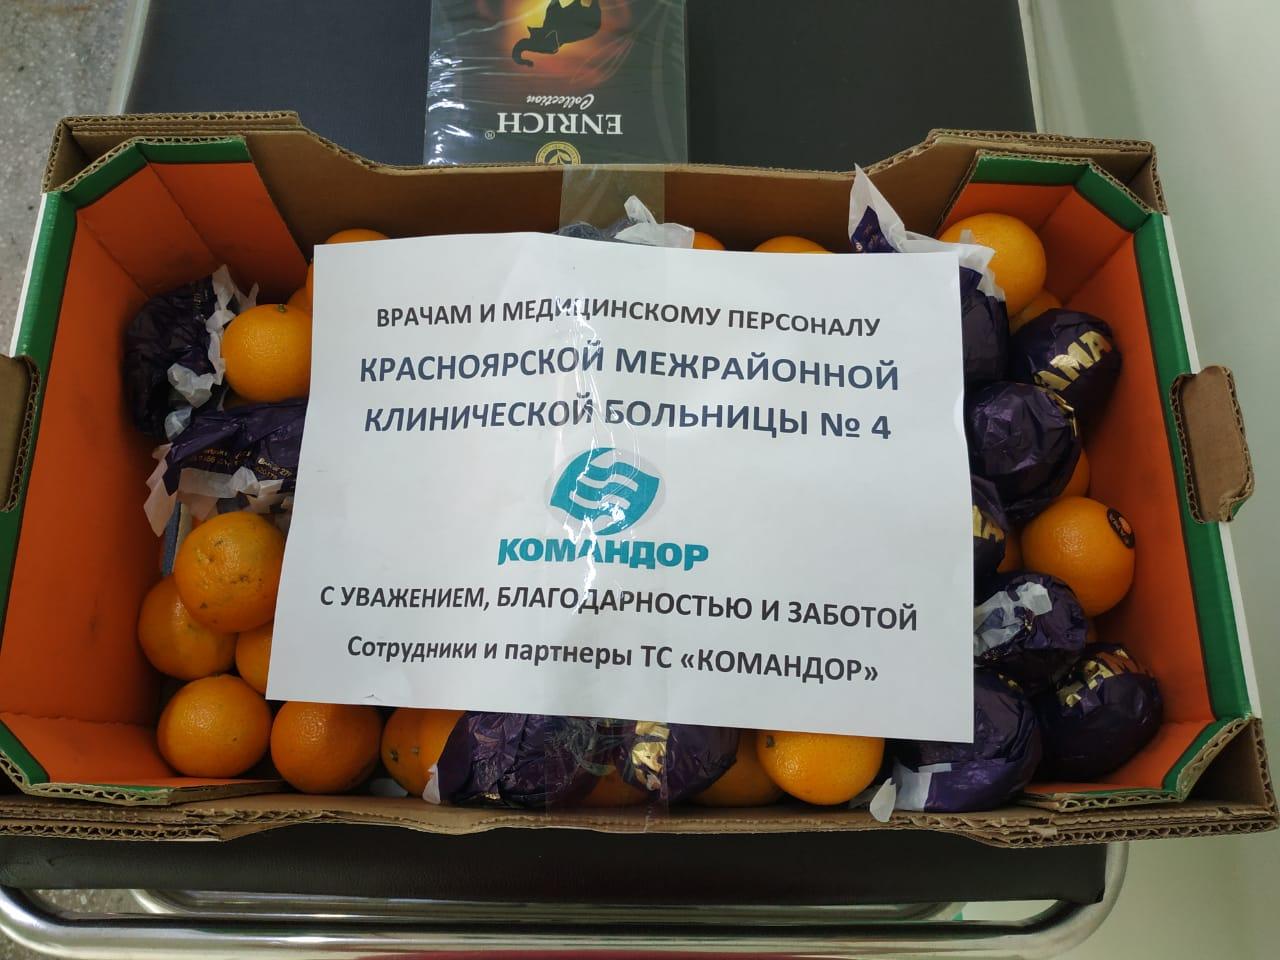 ENRICH®
Collection
ВРАЧАМ И МЕДИЦИНСКОМУ ПЕРСОНАЛУ
КРАСНОЯРСКОЙ МЕЖРАЙОННОЙ
КЛИНИЧЕСКОЙ БОЛЬНИЦЫ № 4
КОМАНДОР
С УВАЖЕНИЕМ, БЛАГОДАРНОСТЬЮ И ЗАБОТОЙ
Сотрудники и партнеры ТС «КОМАНДОР»
AMA